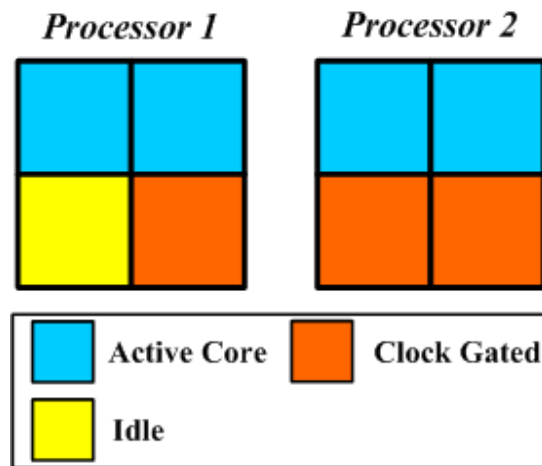 Processor 1 Processor 2
Active Core Clock Gated
Idle